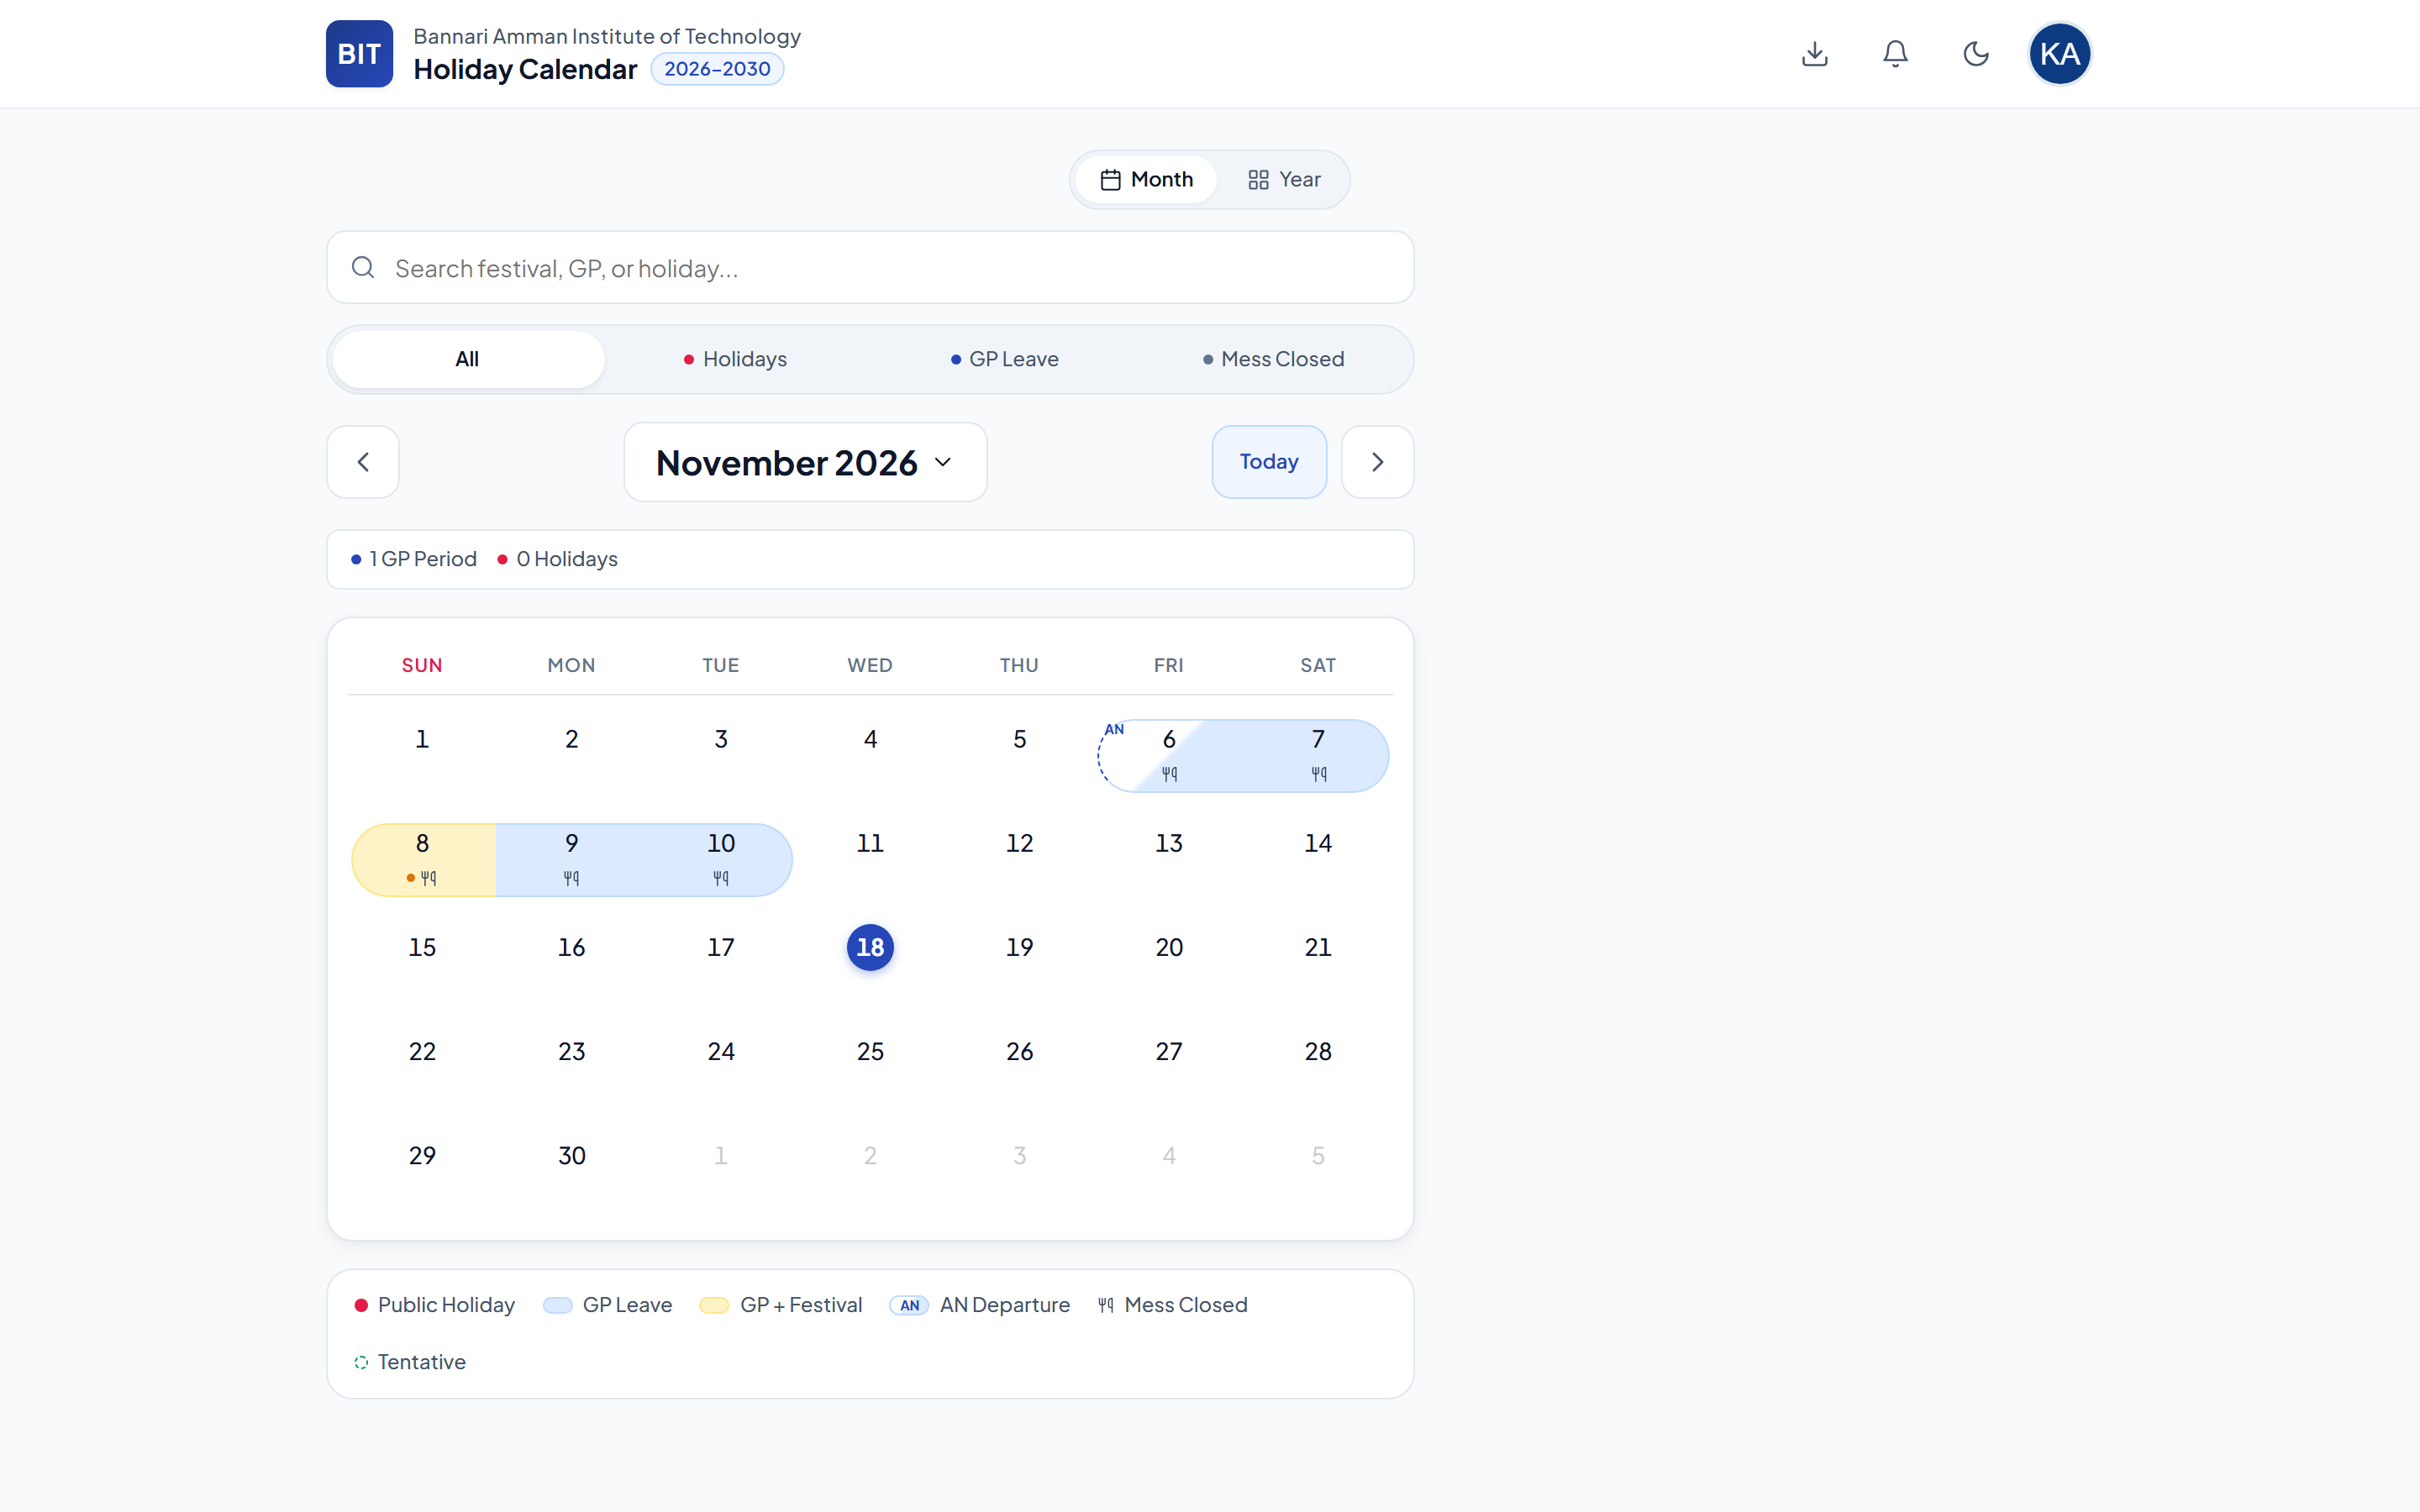 BIT
Bannari Amman Institute of Technology
Holiday Calendar 2026–2030
KA
Month Year
Search festival, GP, or holiday...
All Holidays GP Leave Mess Closed
November 2026 Today
1 GP Period 0 Holidays
SUN MON TUE WED THU FRI SAT
1 2 3 4 5 AN 6 7
8 9 10 11 12 13 14
15 16 17 18 19 20 21
22 23 24 25 26 27 28
29 30 1 2 3 4 5
Public Holiday GP Leave GP + Festival AN AN Departure Mess Closed
Tentative